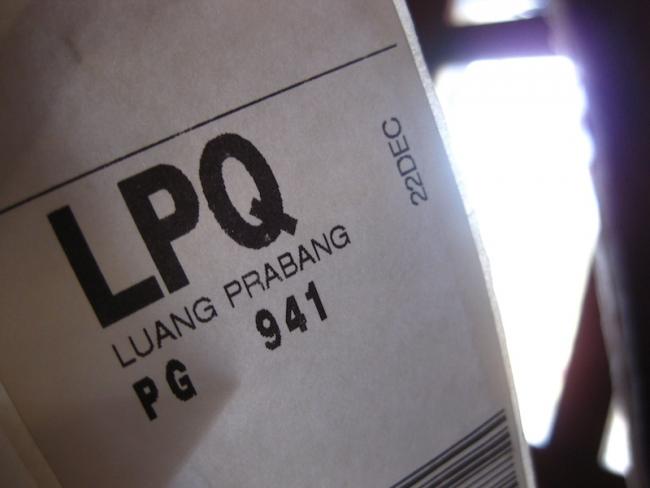 LPQ
22DEC
LUANG PRABANG
PG 941